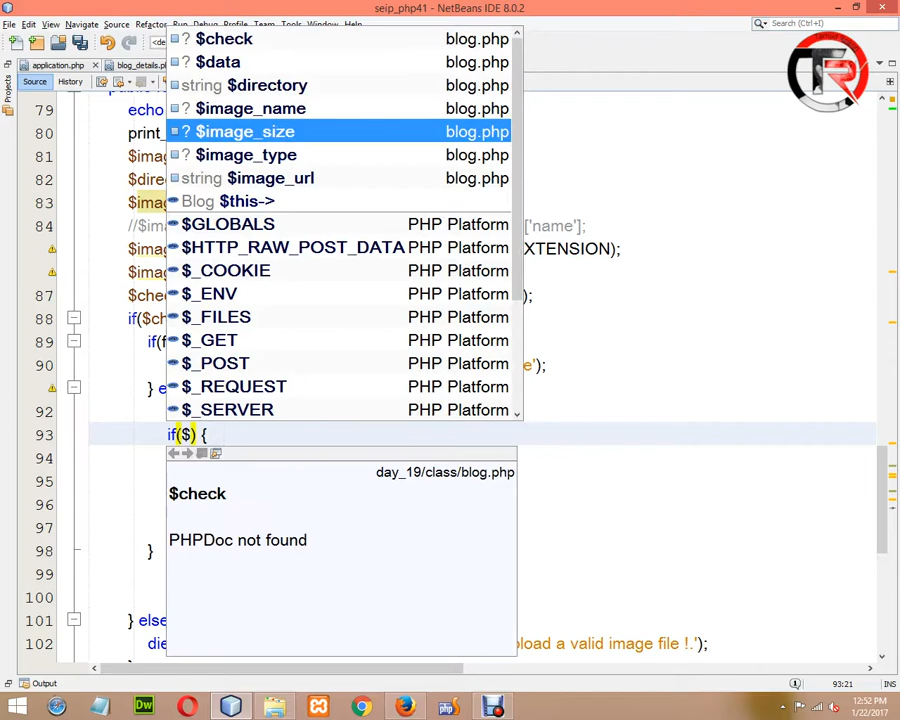 seip_php41 - NetBeans IDE 8.0.2
File Edit View Navigate Source Refactor Run Debug Profile Team Tools Window Help
Search (Ctrl+I)
application.php
blog_details.ph
Source History
79 echo
80 print_
81 $imag
82 $dire
83 $imag
84 //$ima ['name'];
$imag XTENSION);
$imag
87 $chec );
88 if($ch
89 if(f
90 e');
} e
92
93 if($) {
94
95
96
97
98 }
99
100
101 } else
102 die pload a valid image file !.');
? $check blog.php
? $data blog.php
string $directory blog.php
? $image_name blog.php
? $image_size blog.php
? $image_type blog.php
string $image_url blog.php
Blog $this->
$GLOBALS PHP Platform
$HTTP_RAW_POST_DATA PHP Platform
$_COOKIE PHP Platform
$_ENV PHP Platform
$_FILES PHP Platform
$_GET PHP Platform
$_POST PHP Platform
$_REQUEST PHP Platform
$_SERVER PHP Platform
day_19/class/blog.php
$check
PHPDoc not found
Projects
Output
93:21
INS
12:52 PM
1/22/2017
Dw